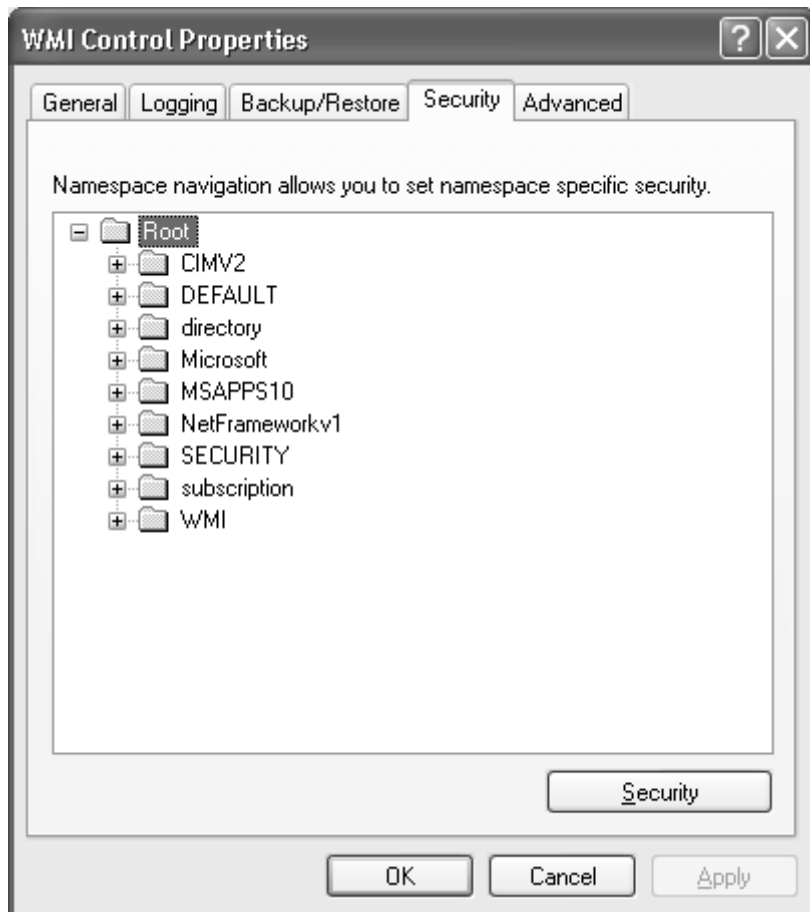 WMI Control Properties
General Logging Backup/Restore Security Advanced
Namespace navigation allows you to set namespace specific security.
Root
CIMV2
DEFAULT
directory
Microsoft
MSAPPS10
NetFrameworkv1
SECURITY
subscription
WMI
Security
OK Cancel Apply